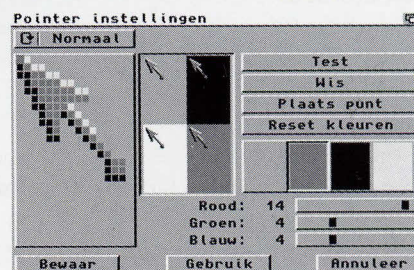 Pointer instellingen
Normaal
Test
Wis
Plaats punt
Reset kleuren
Rood: 14
Groen: 4
Blauw: 4
Bewaar Gebruik Annuleer